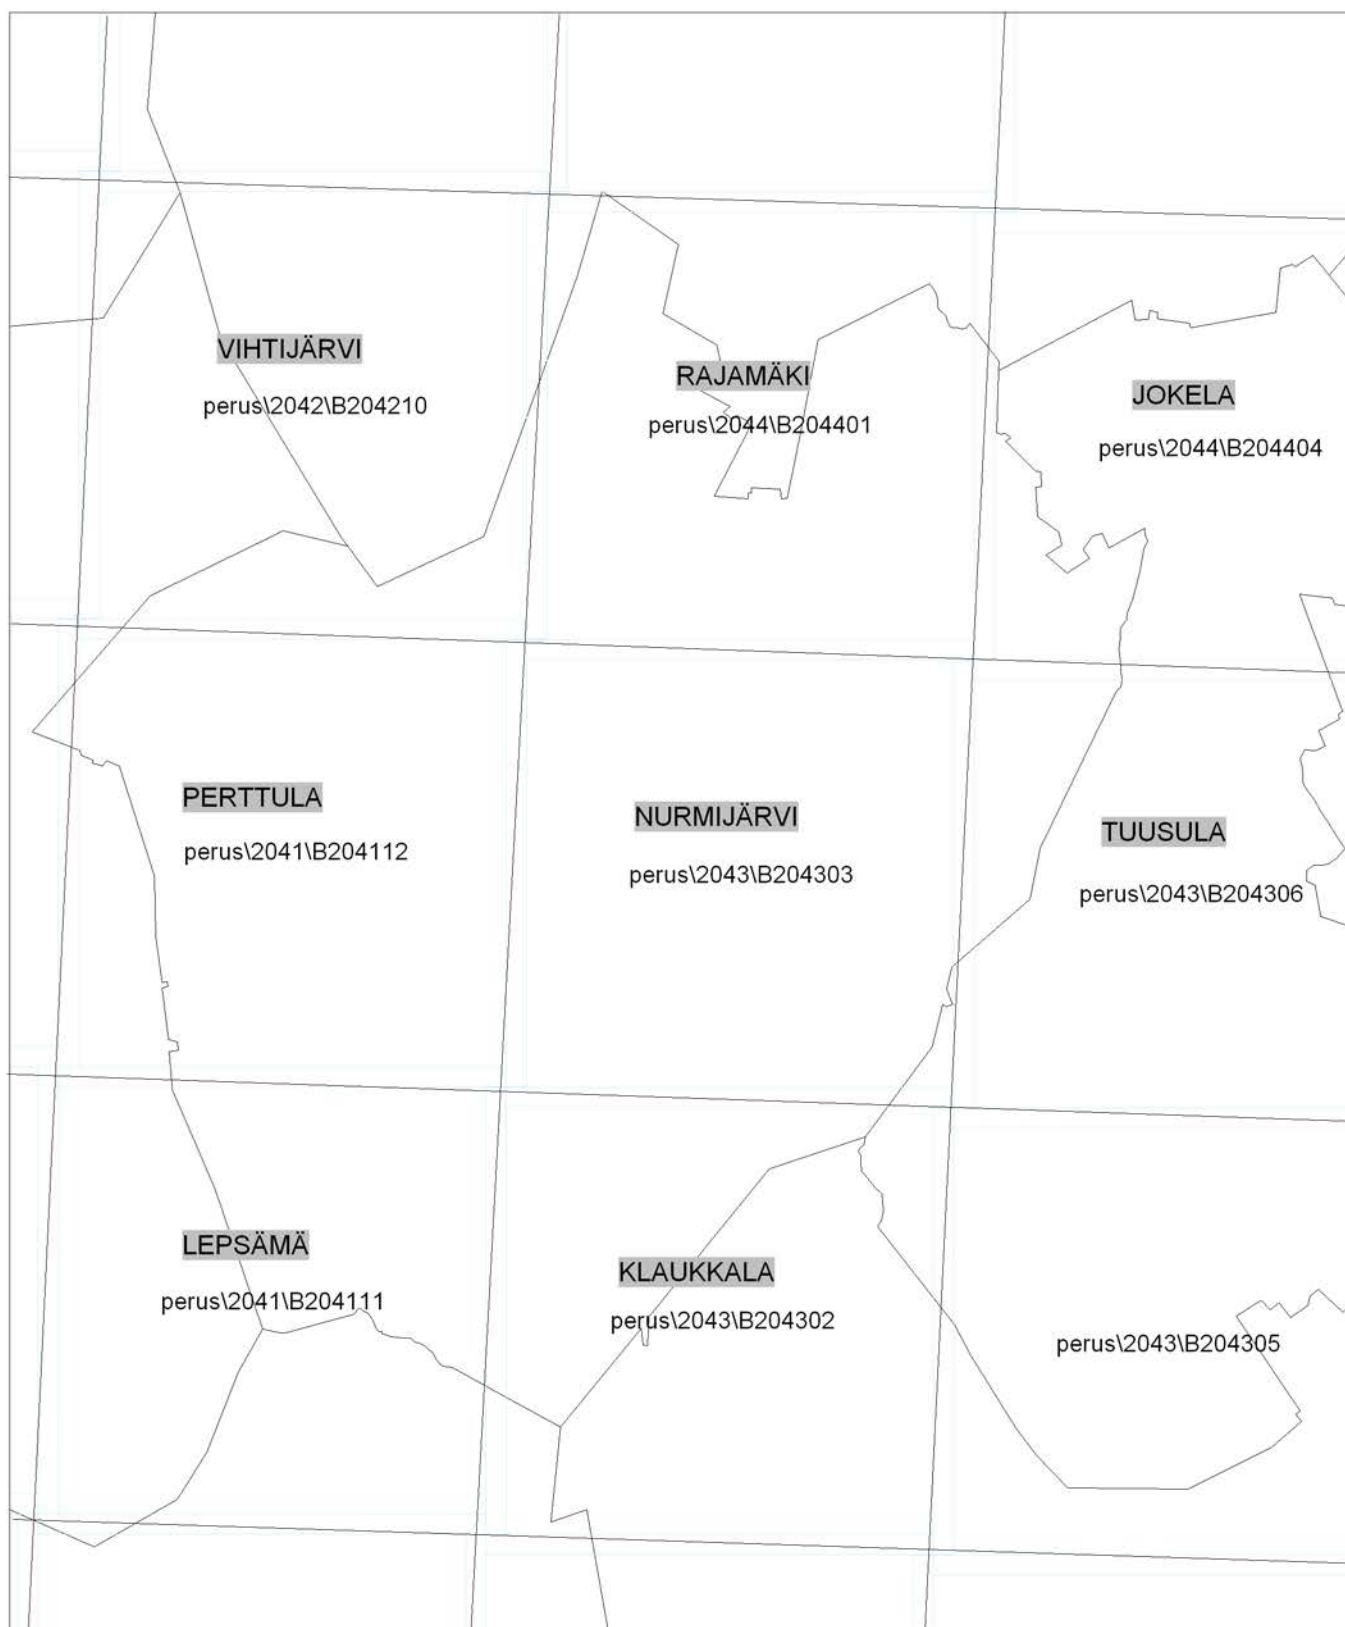 VIHTIJÄRVI
perus\2042\B204210
RAJAMÄKI
perus\2044\B204401
JOKELA
perus\2044\B204404
PERTTULA
perus\2041\B204112
NURMIJÄRVI
perus\2043\B204303
TUUSULA
perus\2043\B204306
LEPSÄMÄ
perus\2041\B204111
KLAUKKALA
perus\2043\B204302
perus\2043\B204305